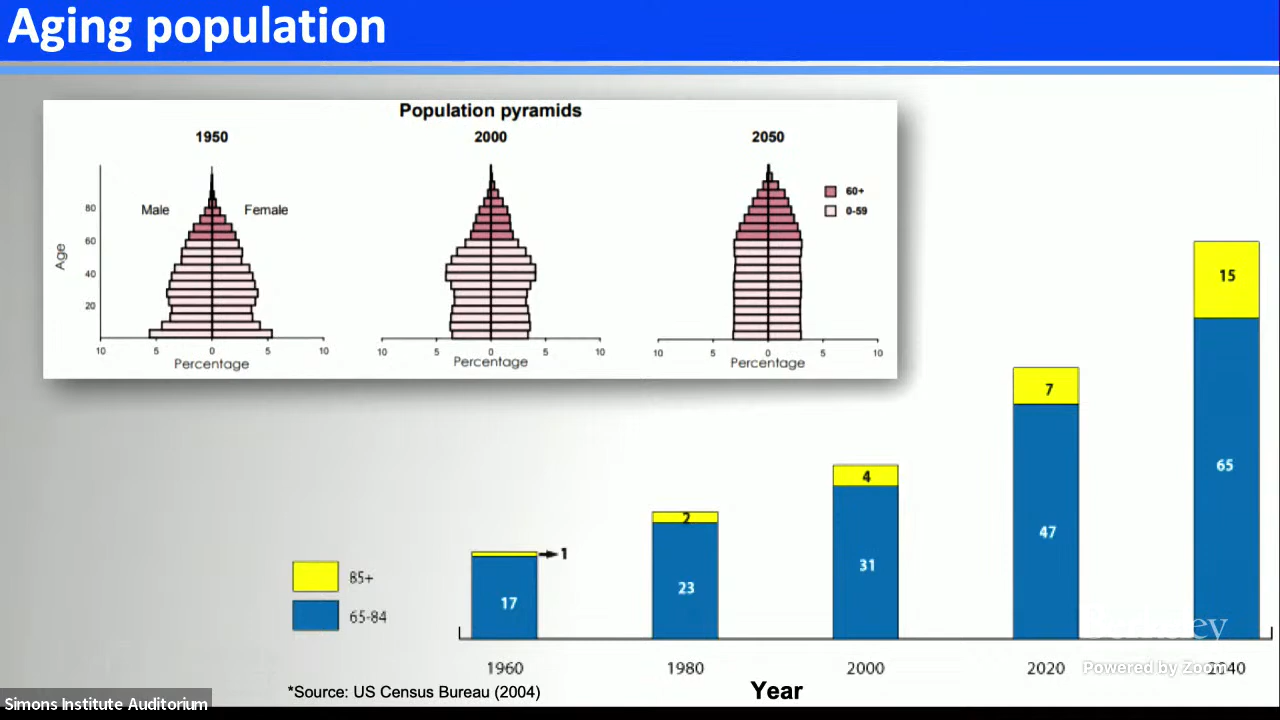 Aging population
Population pyramids
1950
2000
2050
Male
Female
60+
0-59
Age
80
60
40
20
10 5 0 5 10
Percentage
10 5 0 5 10
Percentage
10 5 0 5 10
Percentage
85+
65-84
1
17
2
23
4
31
7
47
15
65
1960
1980
2000
2020
2040
Year
*Source: US Census Bureau (2004)
Berkeley
Powered by Zoom
Simons Institute Auditorium